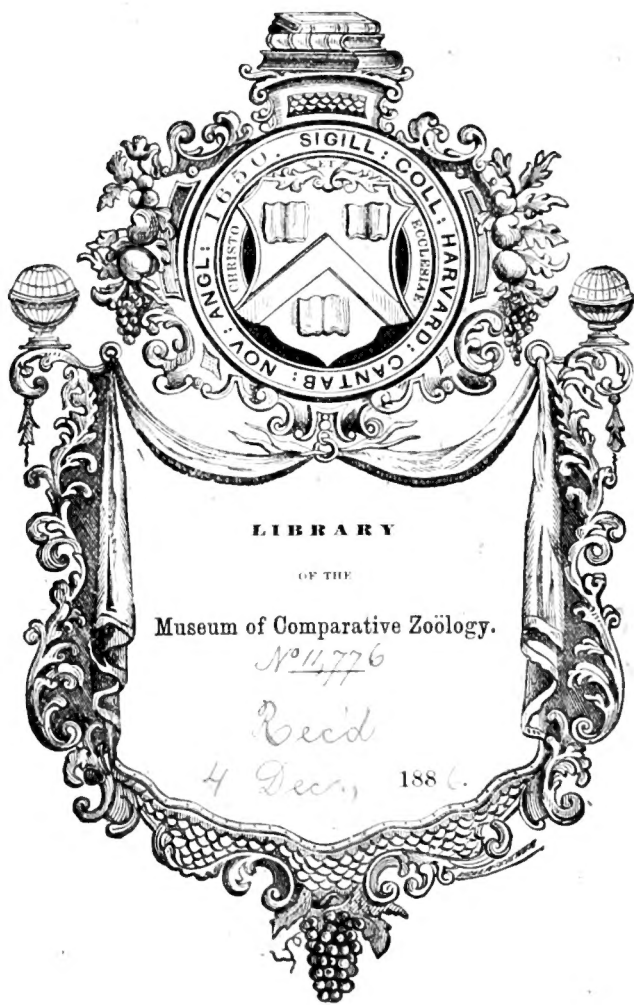 SIGILL: COLL: HARVARD: CANTAB: NOV: ANGL: 1650.
CHRISTO
ECCLESIAE
LIBRARY
OF THE
Museum of Comparative Zoölogy.
No 11,776
Rec'd
4 Decr, 1886.